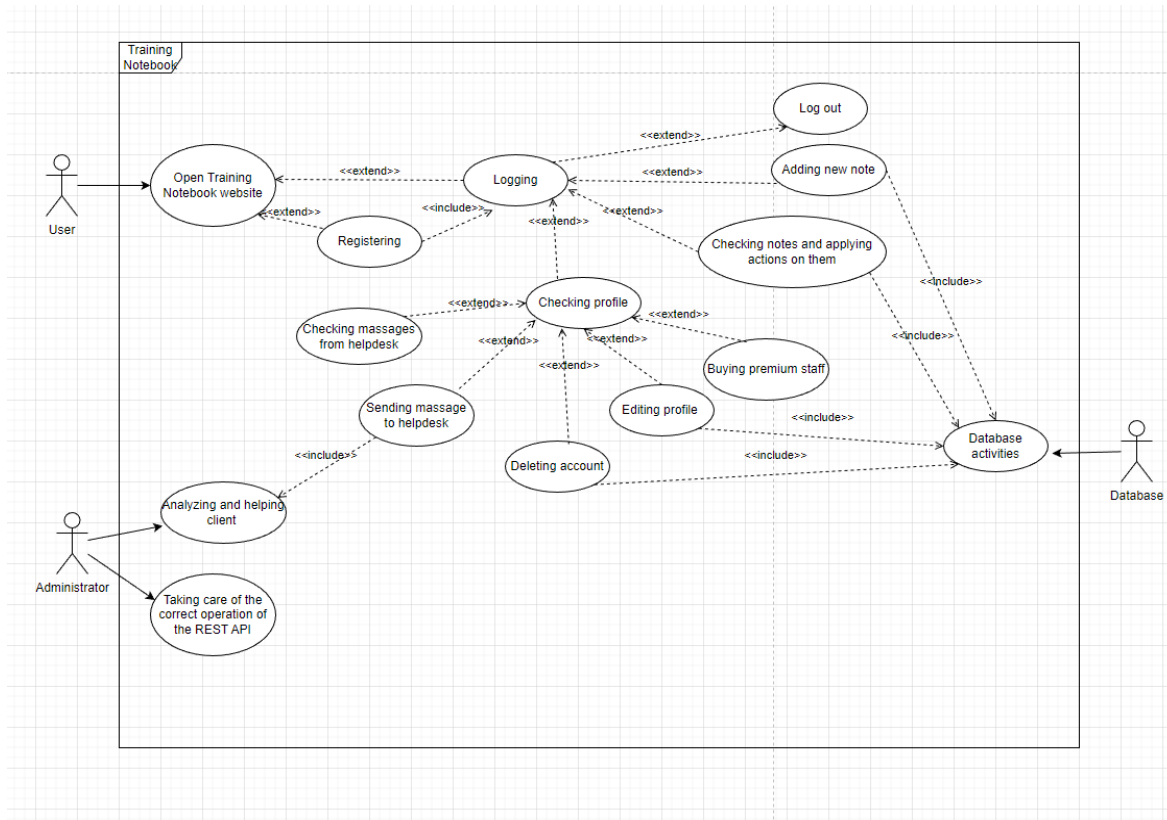 Training
Notebook
Log out
<<extend>>
Open Training
Notebook website
<<extend>>
Logging
<<extend>>
Adding new note
User
<<extend>>
Registering
<<include>>
<<extend>>
<<extend>>
Checking notes and applying
actions on them
<<include>>
Checking massages
from helpdesk
<<extend>>
Checking profile
<<extend>>
<<extend>>
<<extend>>
<<extend>>
<<include>>
Buying premium staff
Sending massage
to helpdesk
Editing profile
<<include>>
<<include>>
Deleting account
<<include>>
Database
activities
Database
Analyzing and helping
client
Administrator
Taking care of the
correct operation of
the REST API